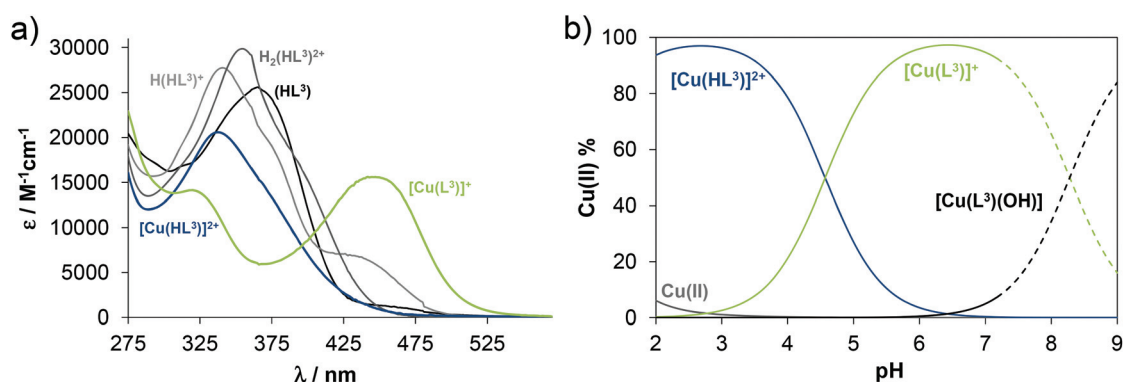 a)
30000
25000
20000
15000
10000
5000
0
ε / M⁻¹cm⁻¹
H₂(HL³)²⁺
H(HL³)⁺
(HL³)
[Cu(L³)]⁺
[Cu(HL³)]²⁺
275 325 375 425 475 525
λ / nm
b)
100
80
60
40
20
0
Cu(II) %
[Cu(HL³)]²⁺
[Cu(L³)]⁺
[Cu(L³)(OH)]
Cu(II)
2 3 4 5 6 7 8 9
pH